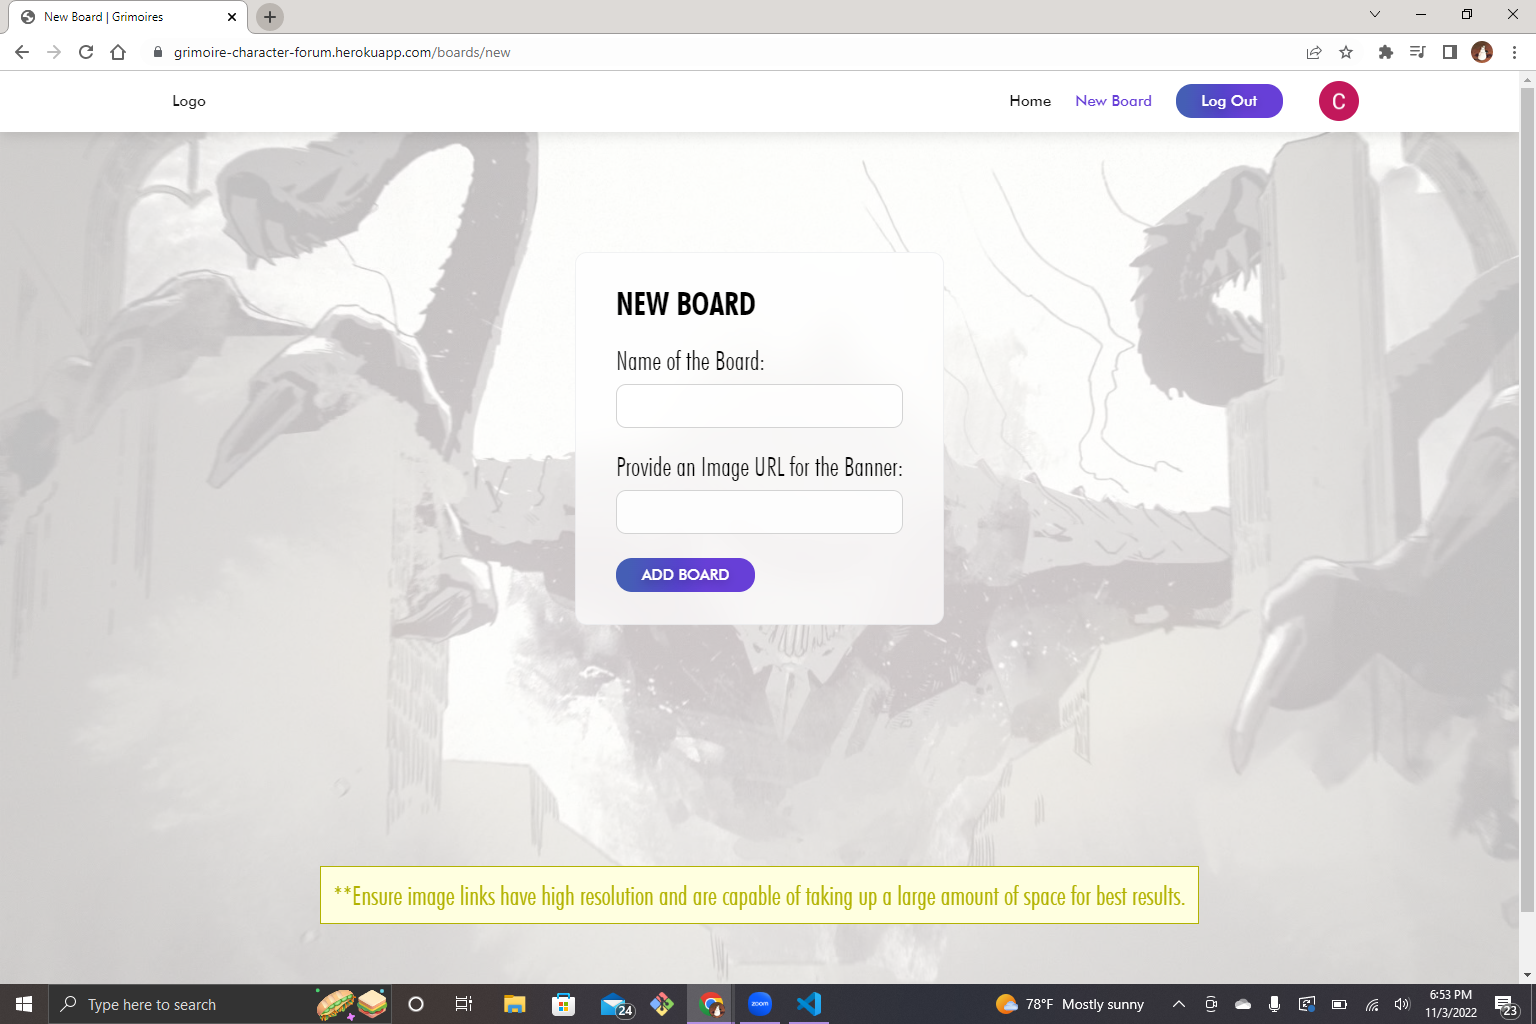 New Board | Grimoires
grimoire-character-forum.herokuapp.com/boards/new
Logo
Home
New Board
Log Out
C
NEW BOARD
Name of the Board:
Provide an Image URL for the Banner:
ADD BOARD
**Ensure image links have high resolution and are capable of taking up a large amount of space for best results.
Type here to search
24
zoom
78°F Mostly sunny
6:53 PM
11/3/2022
23